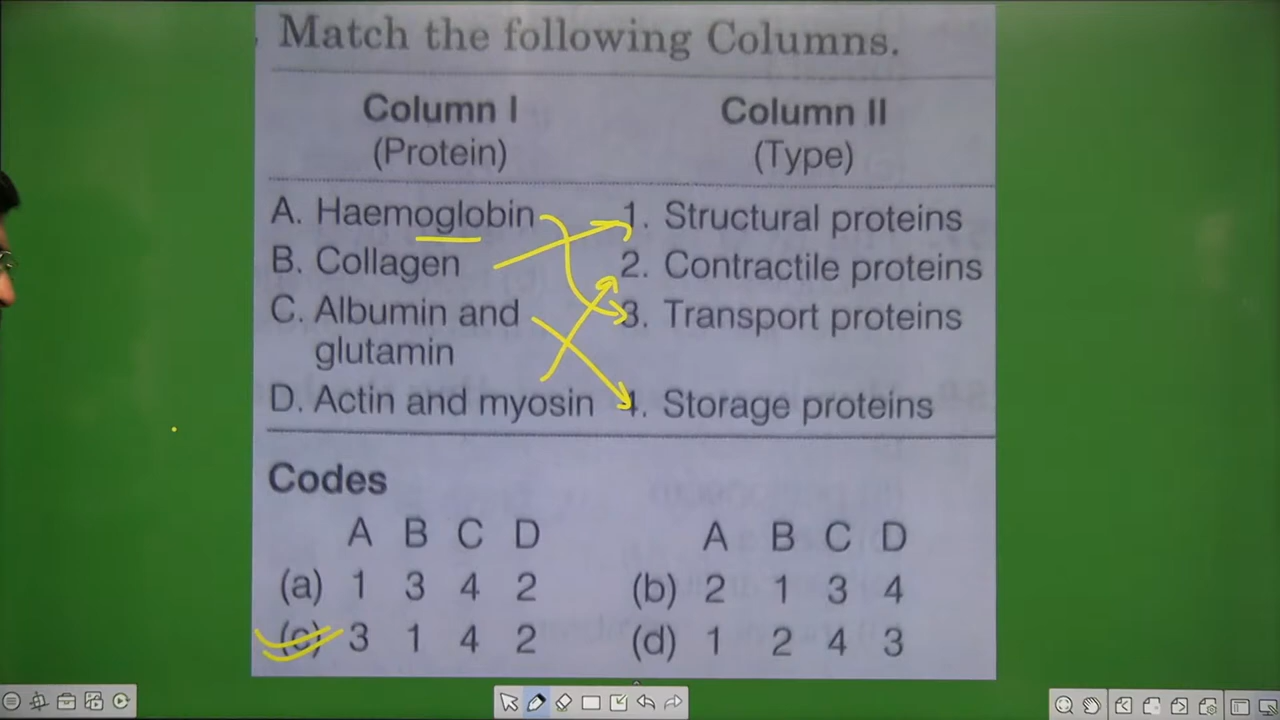 Match the following Columns.
Column I Column II
(Protein) (Type)
A. Haemoglobin 1. Structural proteins
B. Collagen 2. Contractile proteins
C. Albumin and 3. Transport proteins
glutamin
D. Actin and myosin 4. Storage proteins
Codes
A B C D A B C D
(a) 1 3 4 2 (b) 2 1 3 4
(c) 3 1 4 2 (d) 1 2 4 3